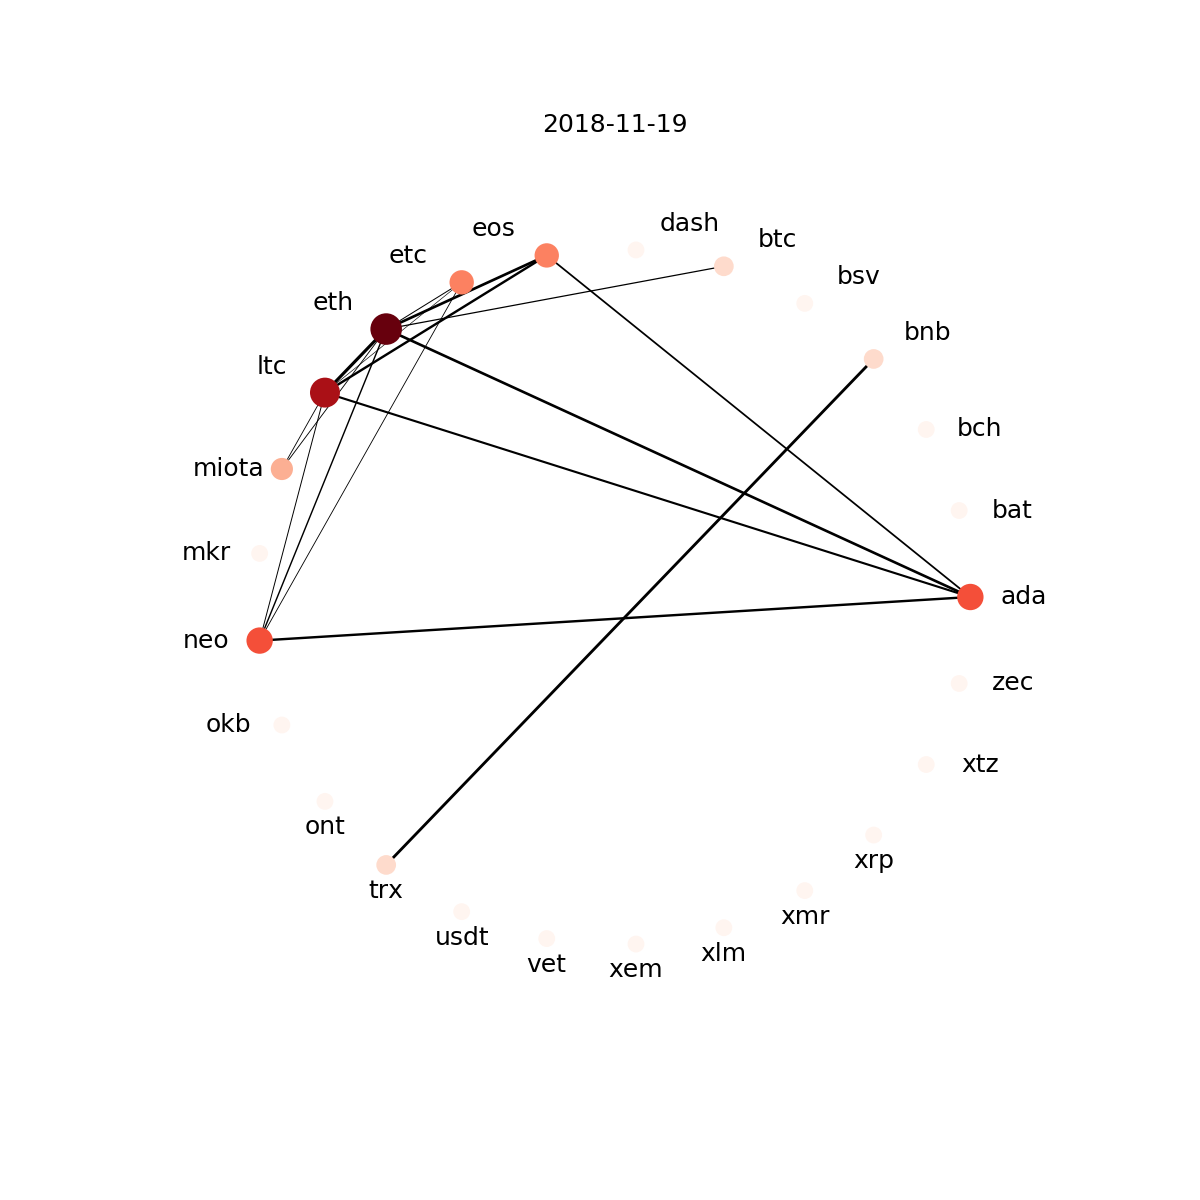 2018-11-19
dash
eos
btc
etc
bsv
eth
bnb
ltc
bch
miota
bat
mkr
ada
neo
zec
okb
xtz
ont
xrp
trx
xmr
usdt
xlm
vet
xem